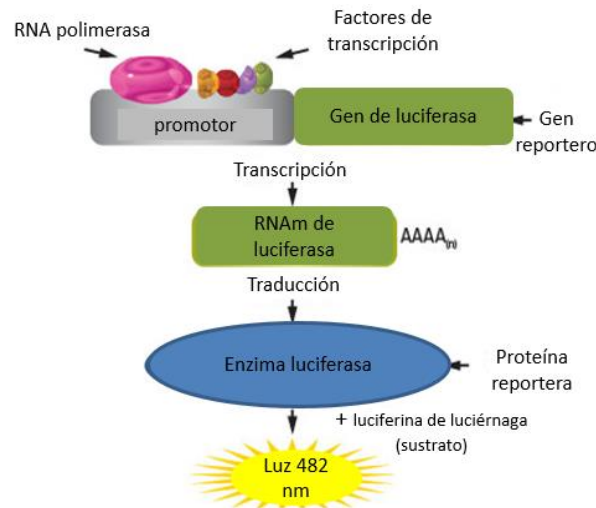 RNA polimerasa
Factores de
transcripción
promotor
Gen de luciferasa
Gen
reportero
Transcripción
RNAm de
luciferasa
AAAA(n)
Traducción
Enzima luciferasa
Proteína
reportera
+ luciferina de luciérnaga
(sustrato)
Luz 482
nm